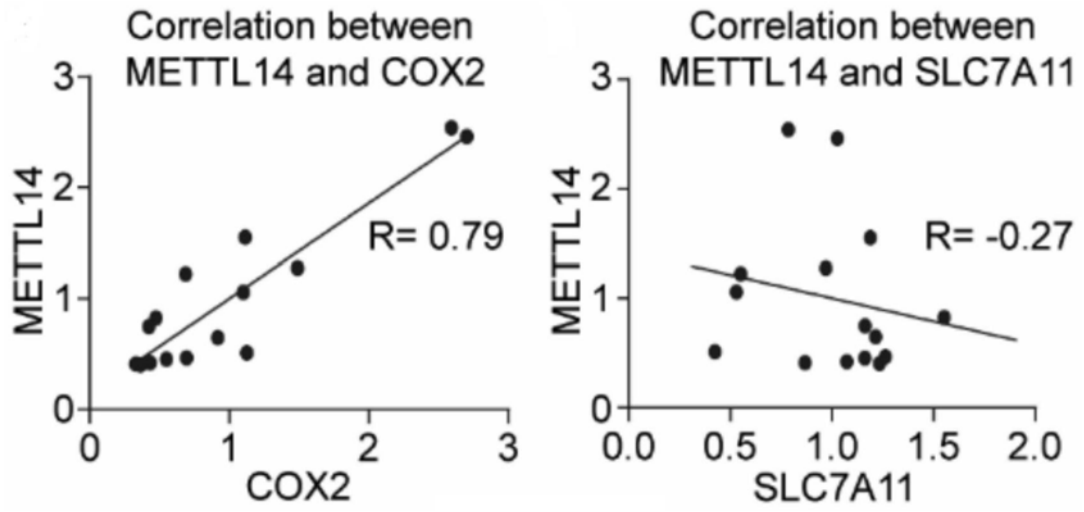 Correlation between
METTL14 and COX2
3
2
1
0
METTL14
R= 0.79
0
1
2
3
COX2
Correlation between
METTL14 and SLC7A11
3
2
1
0
METTL14
R= -0.27
0.0
0.5
1.0
1.5
2.0
SLC7A11